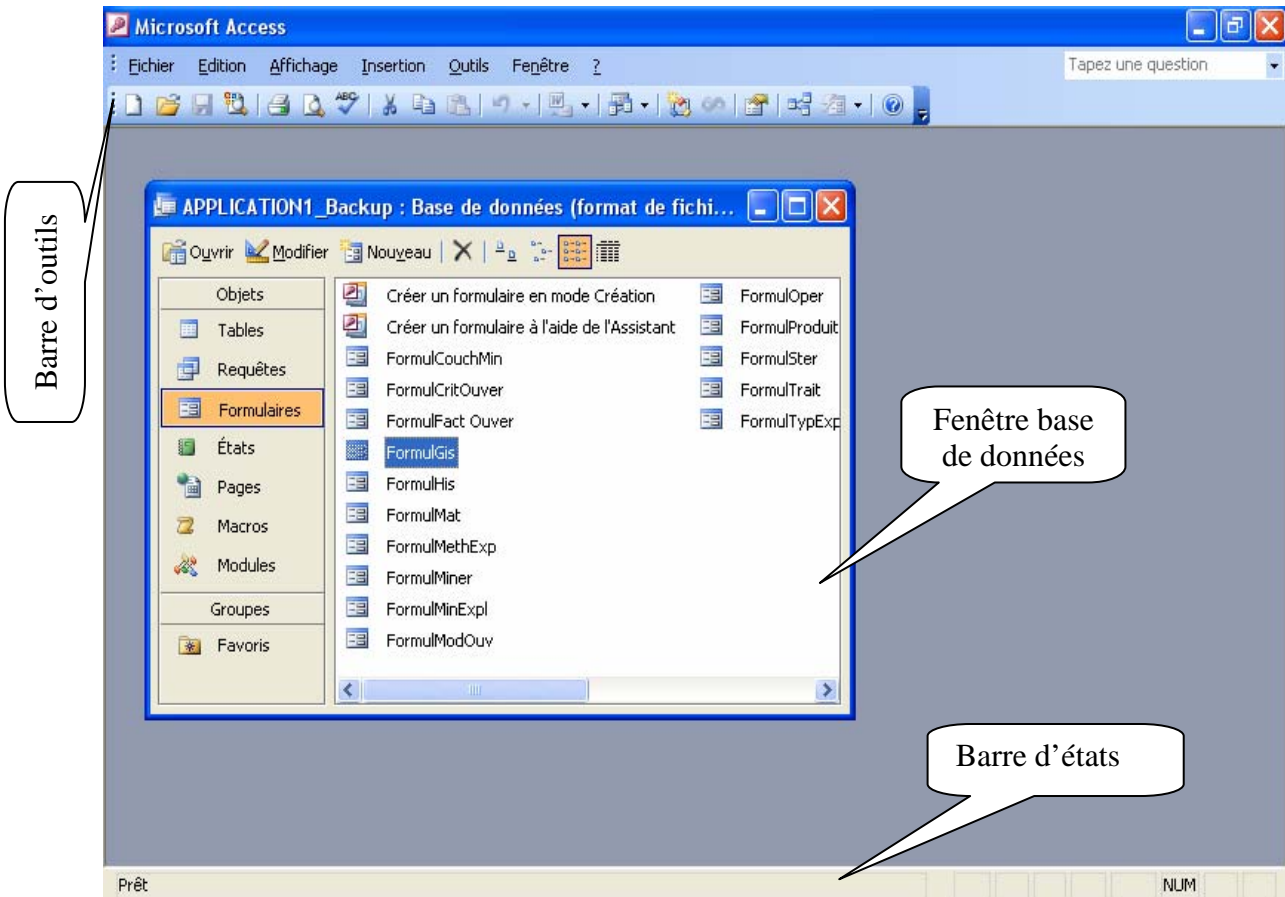 Microsoft Access
Fichier Edition Affichage Insertion Outils Fenêtre ?
Tapez une question
ABC
W
Barre d'outils
APPLICATION1_Backup : Base de données (format de fichi...
Ouvrir Modifier Nouveau
Objets
Tables
Requêtes
Formulaires
États
Pages
Macros
Modules
Groupes
Favoris
Créer un formulaire en mode Création
Créer un formulaire à l'aide de l'Assistant
FormulCouchMin
FormulCritOuver
FormulFact Ouver
FormulGis
FormulHis
FormulMat
FormulMethExp
FormulMiner
FormulMinExpl
FormulModOuv
FormulOper
FormulProduit
FormulSter
FormulTrait
FormulTypExp
Fenêtre base
de données
Barre d'états
Prêt
NUM